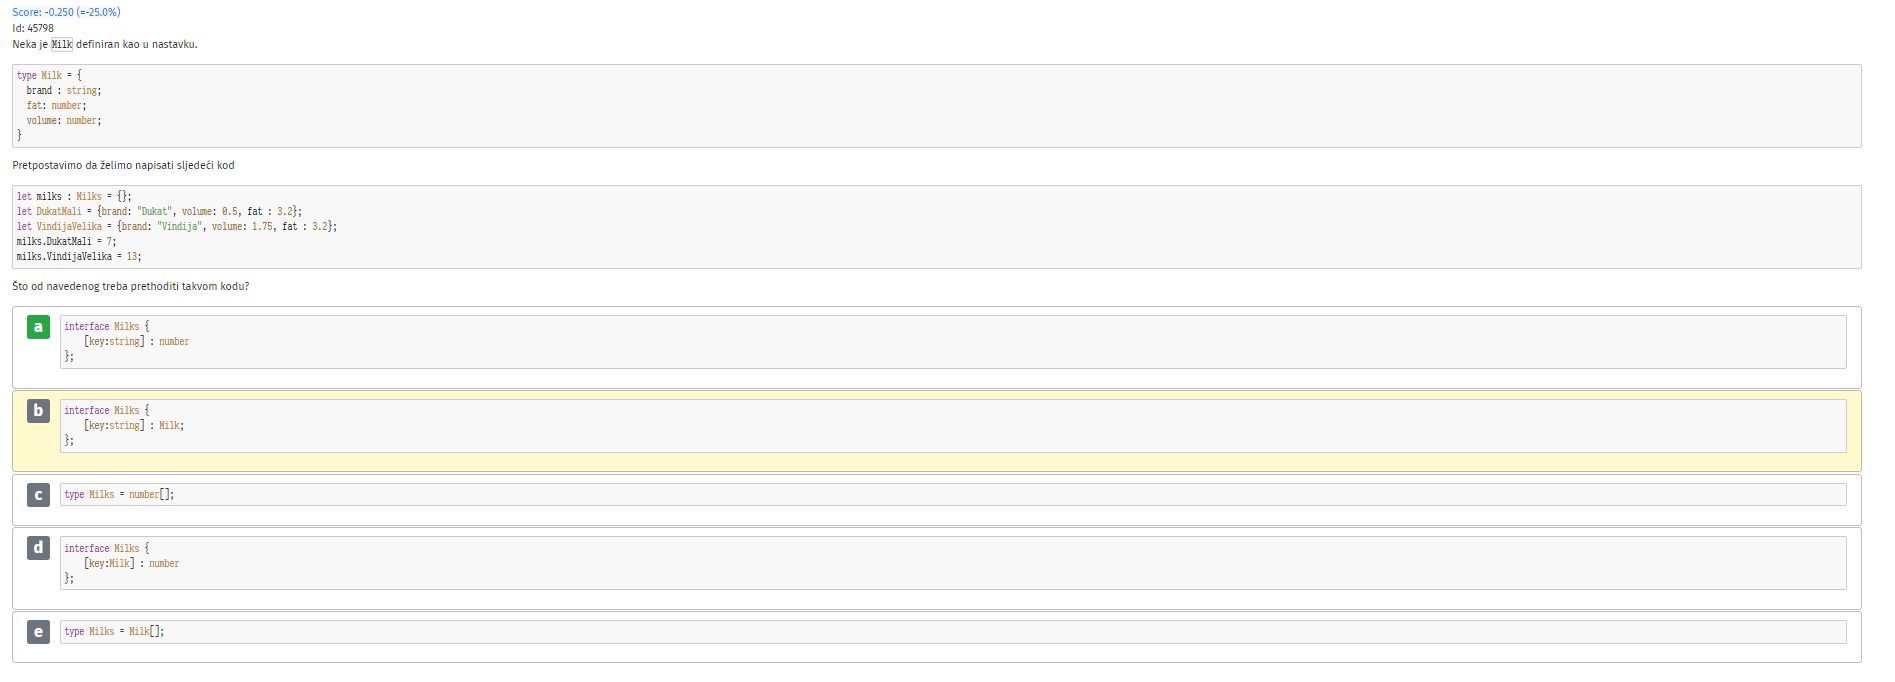 Score: -0.250 (=-25.0%)
Id: 45798
Neka je Milk definiran kao u nastavku.
type Milk = {
  brand : string;
  fat: number;
  volume: number;
}
Pretpostavimo da želimo napisati sljedeći kod
let milks : Milks = {};
let DukatMali = {brand: "Dukat", volume: 0.5, fat : 3.2};
let VindijaVelika = {brand: "Vindija", volume: 1.75, fat : 3.2};
milks.DukatMali = 7;
milks.VindijaVelika = 13;
Što od navedenog treba prethoditi takvom kodu?
a
interface Milks {
    [key:string] : number
};
b
interface Milks {
    [key:string] : Milk;
};
c
type Milks = number[];
d
interface Milks {
    [key:Milk] : number
};
e
type Milks = Milk[];